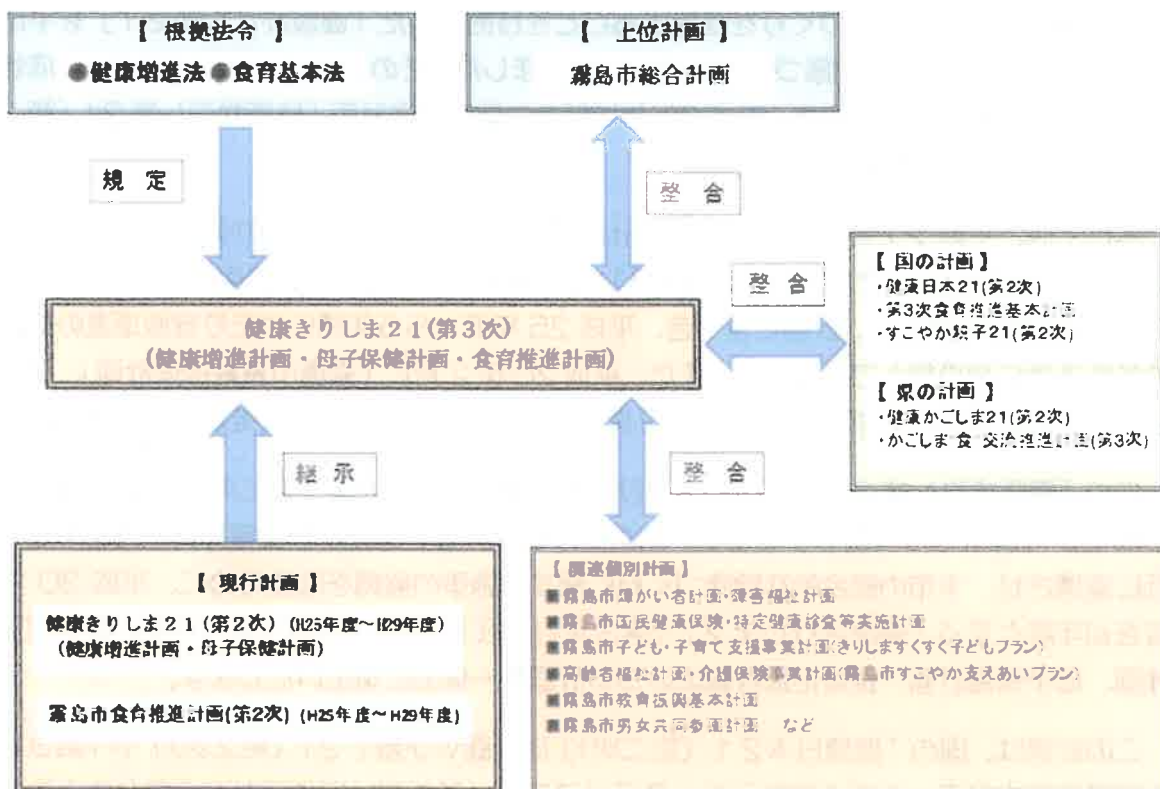 【 根拠法令 】
●健康増進法 ●食育基本法
【 上位計画 】
霧島市総合計画
規 定
整 合
整 合
【 国の計画 】
・健康日本21(第2次)
・第3次食育推進基本計画
・すこやか親子21(第2次)
【 県の計画 】
・健康かごしま21(第2次)
・かごしま 食 交流推進計画(第3次)
健康きりしま21(第3次)
(健康増進計画・母子保健計画・食育推進計画)
継 承
整 合
【 現行計画 】
健康きりしま21(第2次) (H25年度~H29年度)
(健康増進計画・母子保健計画)
霧島市食育推進計画(第2次) (H25年度~H29年度)
【 関連個別計画 】
■霧島市障がい者計画・障害福祉計画
■霧島市国民健康保険・特定健康診査等実施計画
■霧島市子ども・子育て支援事業計画(きりしますくすく子どもプラン)
■高齢者福祉計画・介護保険事業計画(霧島市すこやか支えあいプラン)
■霧島市教育振興基本計画
■霧島市男女共同参画計画 など